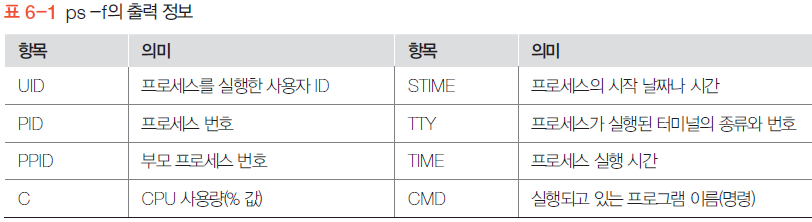 표 6-1 ps -f의 출력 정보
항목 의미 항목 의미
UID 프로세스를 실행한 사용자 ID STIME 프로세스의 시작 날짜나 시간
PID 프로세스 번호 TTY 프로세스가 실행된 터미널의 종류와 번호
PPID 부모 프로세스 번호 TIME 프로세스 실행 시간
C CPU 사용량(% 값) CMD 실행되고 있는 프로그램 이름(명령)